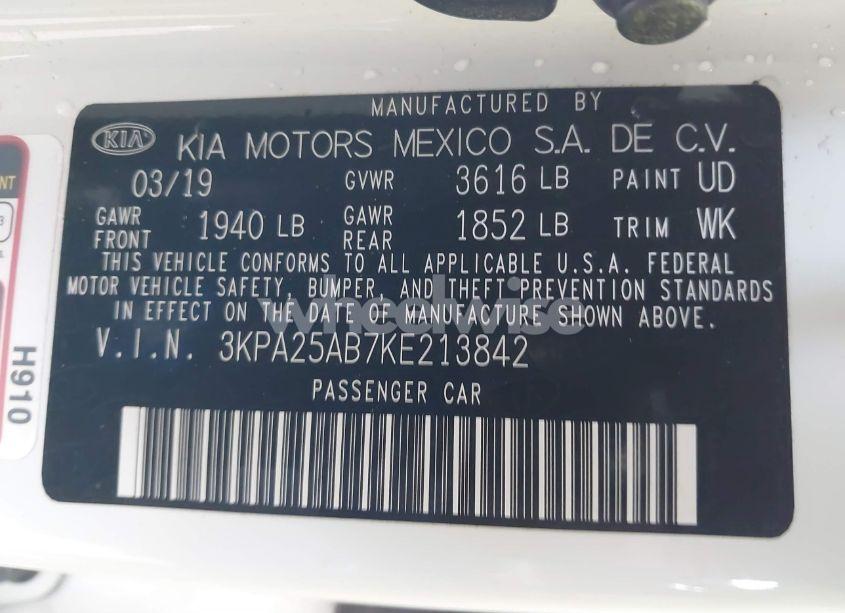 MANUFACTURED BY
KIA KIA MOTORS MEXICO S.A. DE C.V.
03/19 GVWR 3616 LB PAINT UD
GAWR FRONT 1940 LB GAWR REAR 1852 LB TRIM WK
THIS VEHICLE CONFORMS TO ALL APPLICABLE U.S.A. FEDERAL
MOTOR VEHICLE SAFETY, BUMPER, AND THEFT PREVENTION STANDARDS
IN EFFECT ON THE DATE OF MANUFACTURE SHOWN ABOVE.
wheelwise
V.I.N. 3KPA25AB7KE213842
PASSENGER CAR
H910